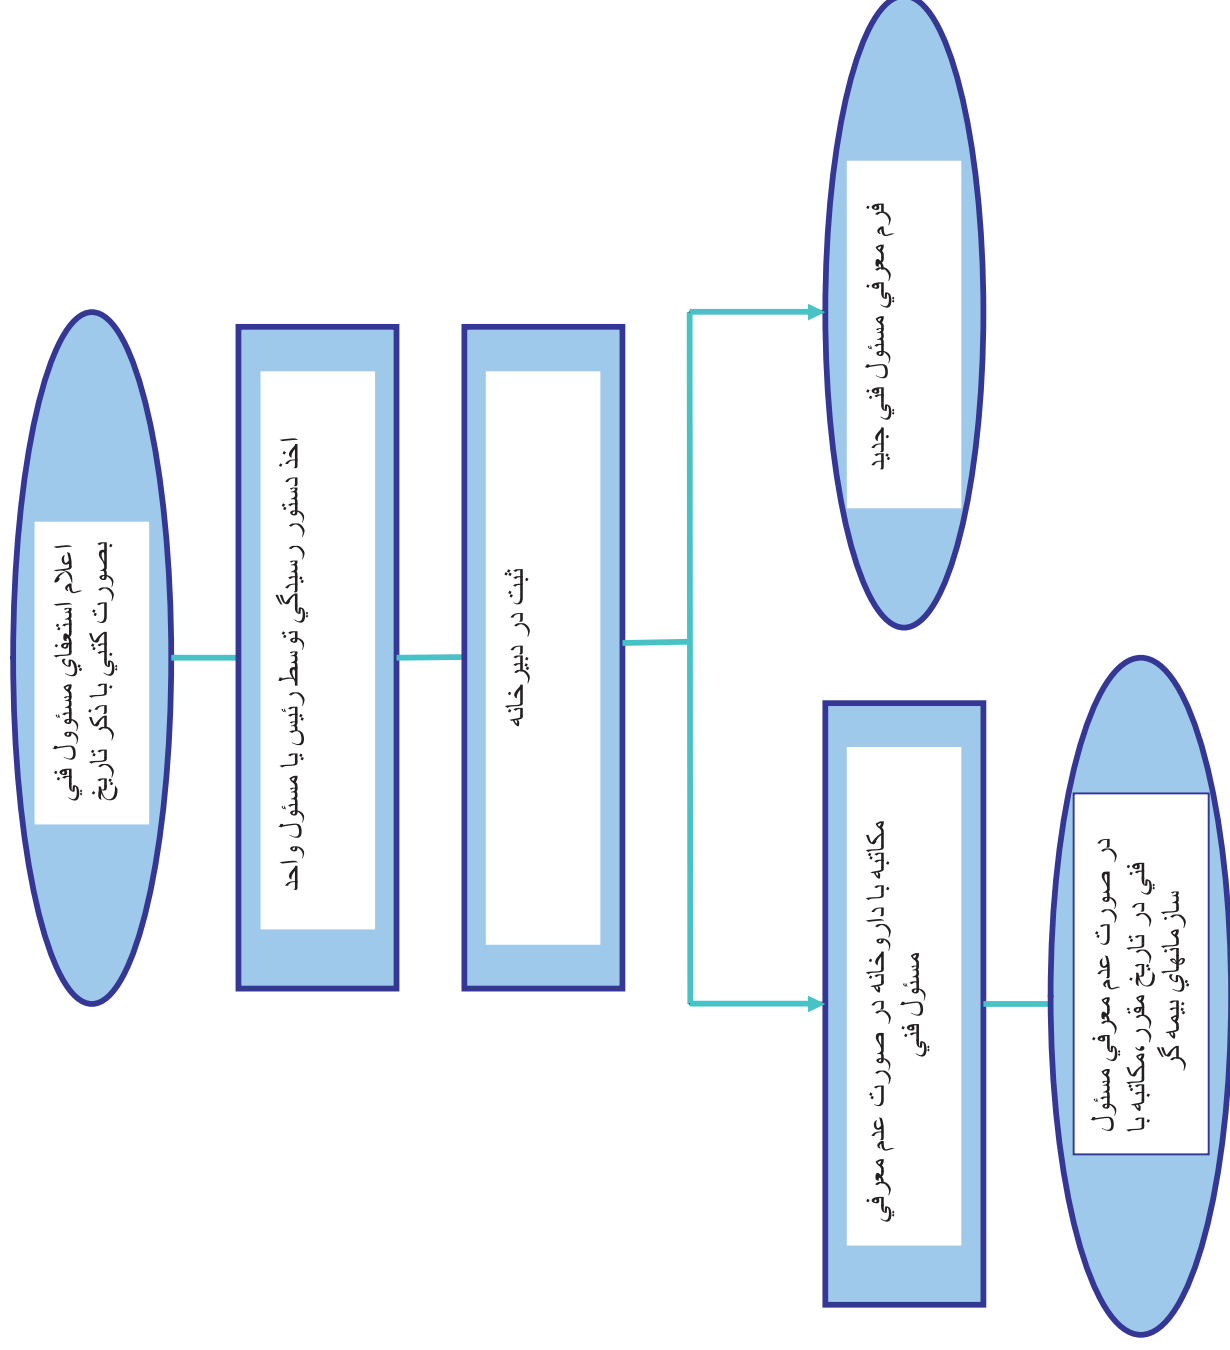 اعلام استعفاي مسئوول فني
بصورت كتبي با ذكر تاريخ
اخذ دستور رسيدگي توسط رئيس يا مسئول واحد
ثبت در دبيرخانه
فرم معرفي مسئول فني جديد
مكاتبه با داروخانه در صورت عدم معرفي
مسئول فني
در صورت عدم معرفي مسئول
فني در تاريخ مقرر ،مكاتبه با
سازمانهاي بيمه گر